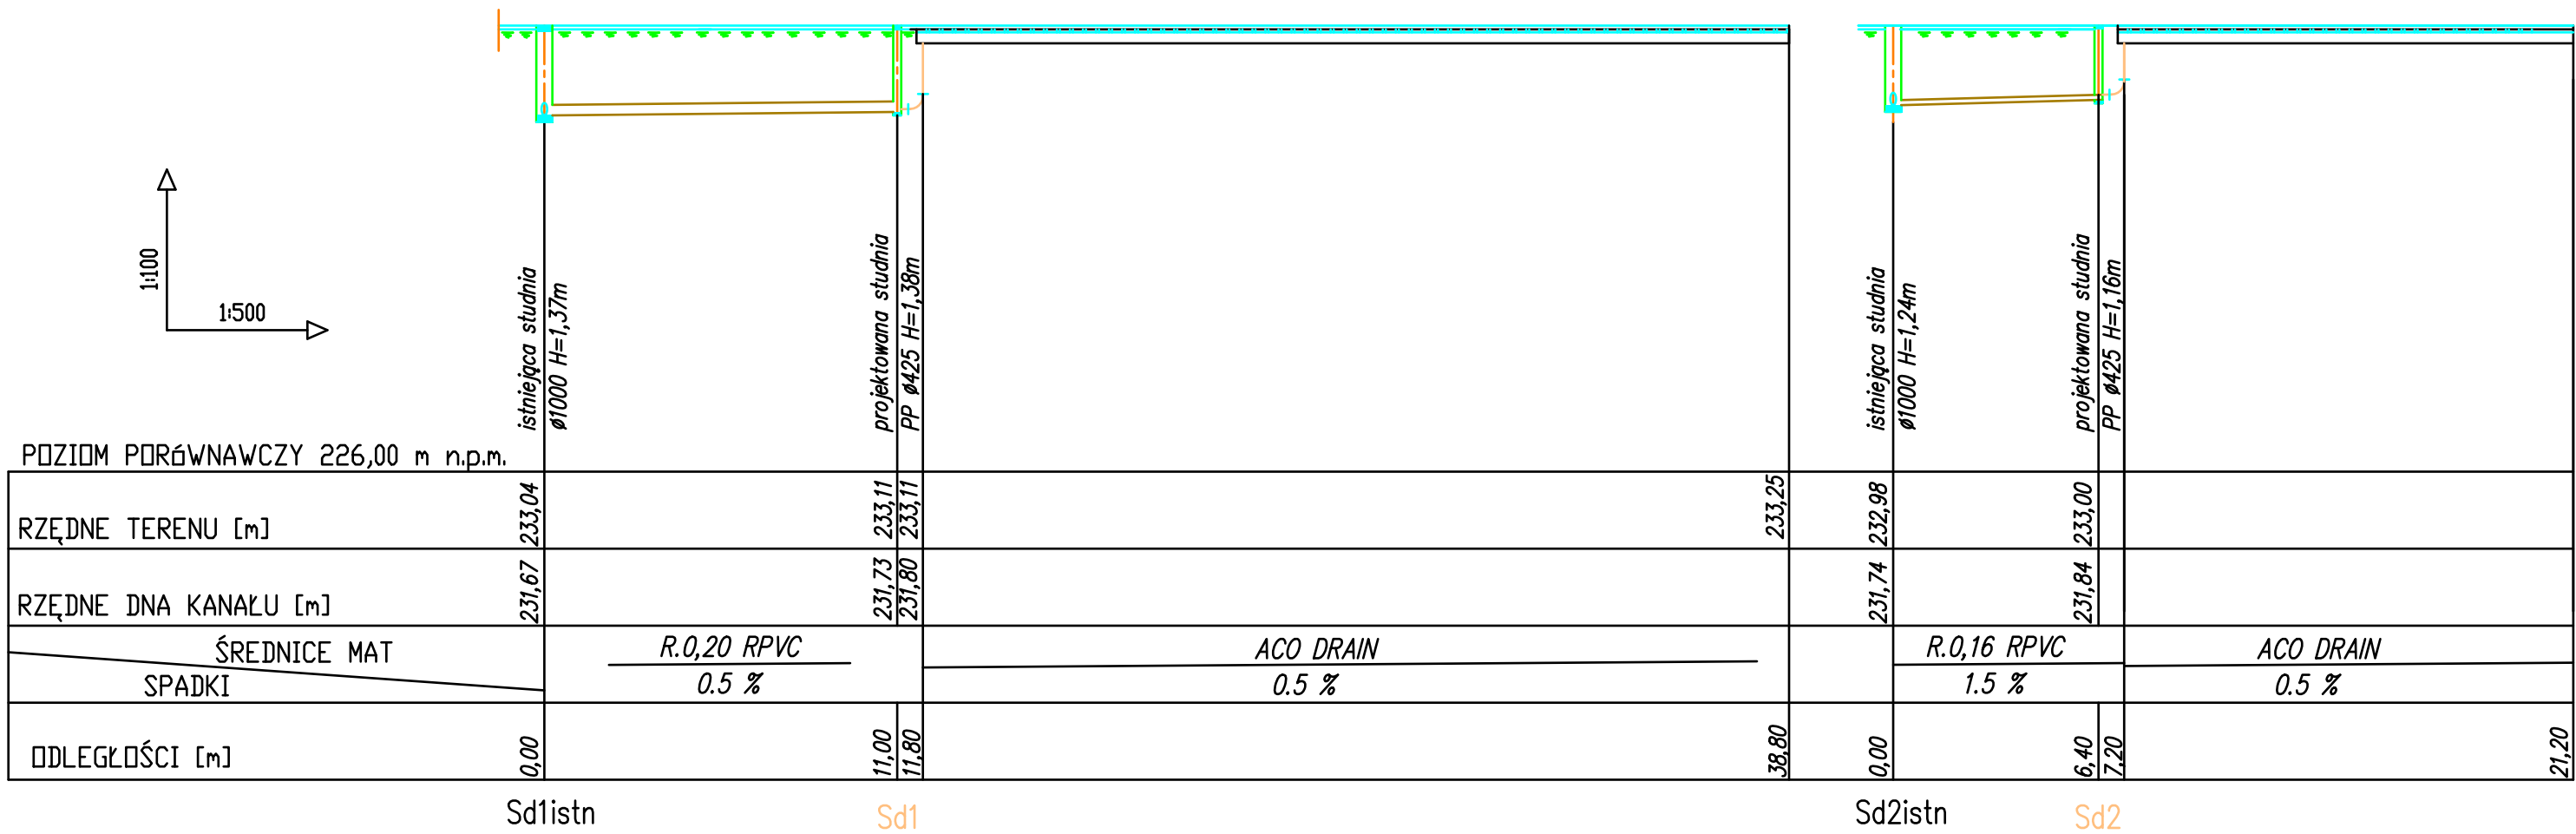 1:100
1:500
istniejąca studnia
ø1000 H=1,37m
projektowana studnia
PP ø425 H=1,38m
istniejąca studnia
ø1000 H=1,24m
projektowana studnia
PP ø425 H=1,16m
POZIOM PORóWNAWCZY 226,00 m n.p.m.
RZĘDNE TERENU [m]
233,04
233,11
233,11
233,25
232,98
233,00
RZĘDNE DNA KANAŁU [m]
231,67
231,73
231,80
231,74
231,84
ŚREDNICE MAT
SPADKI
R.0,20 RPVC
0.5 %
ACO DRAIN
0.5 %
R.0,16 RPVC
1.5 %
ACO DRAIN
0.5 %
ODLEGŁOŚCI [m]
0,00
11,00
11,80
38,80
0,00
6,40
7,20
21,20
Sd1istn
Sd1
Sd2istn
Sd2